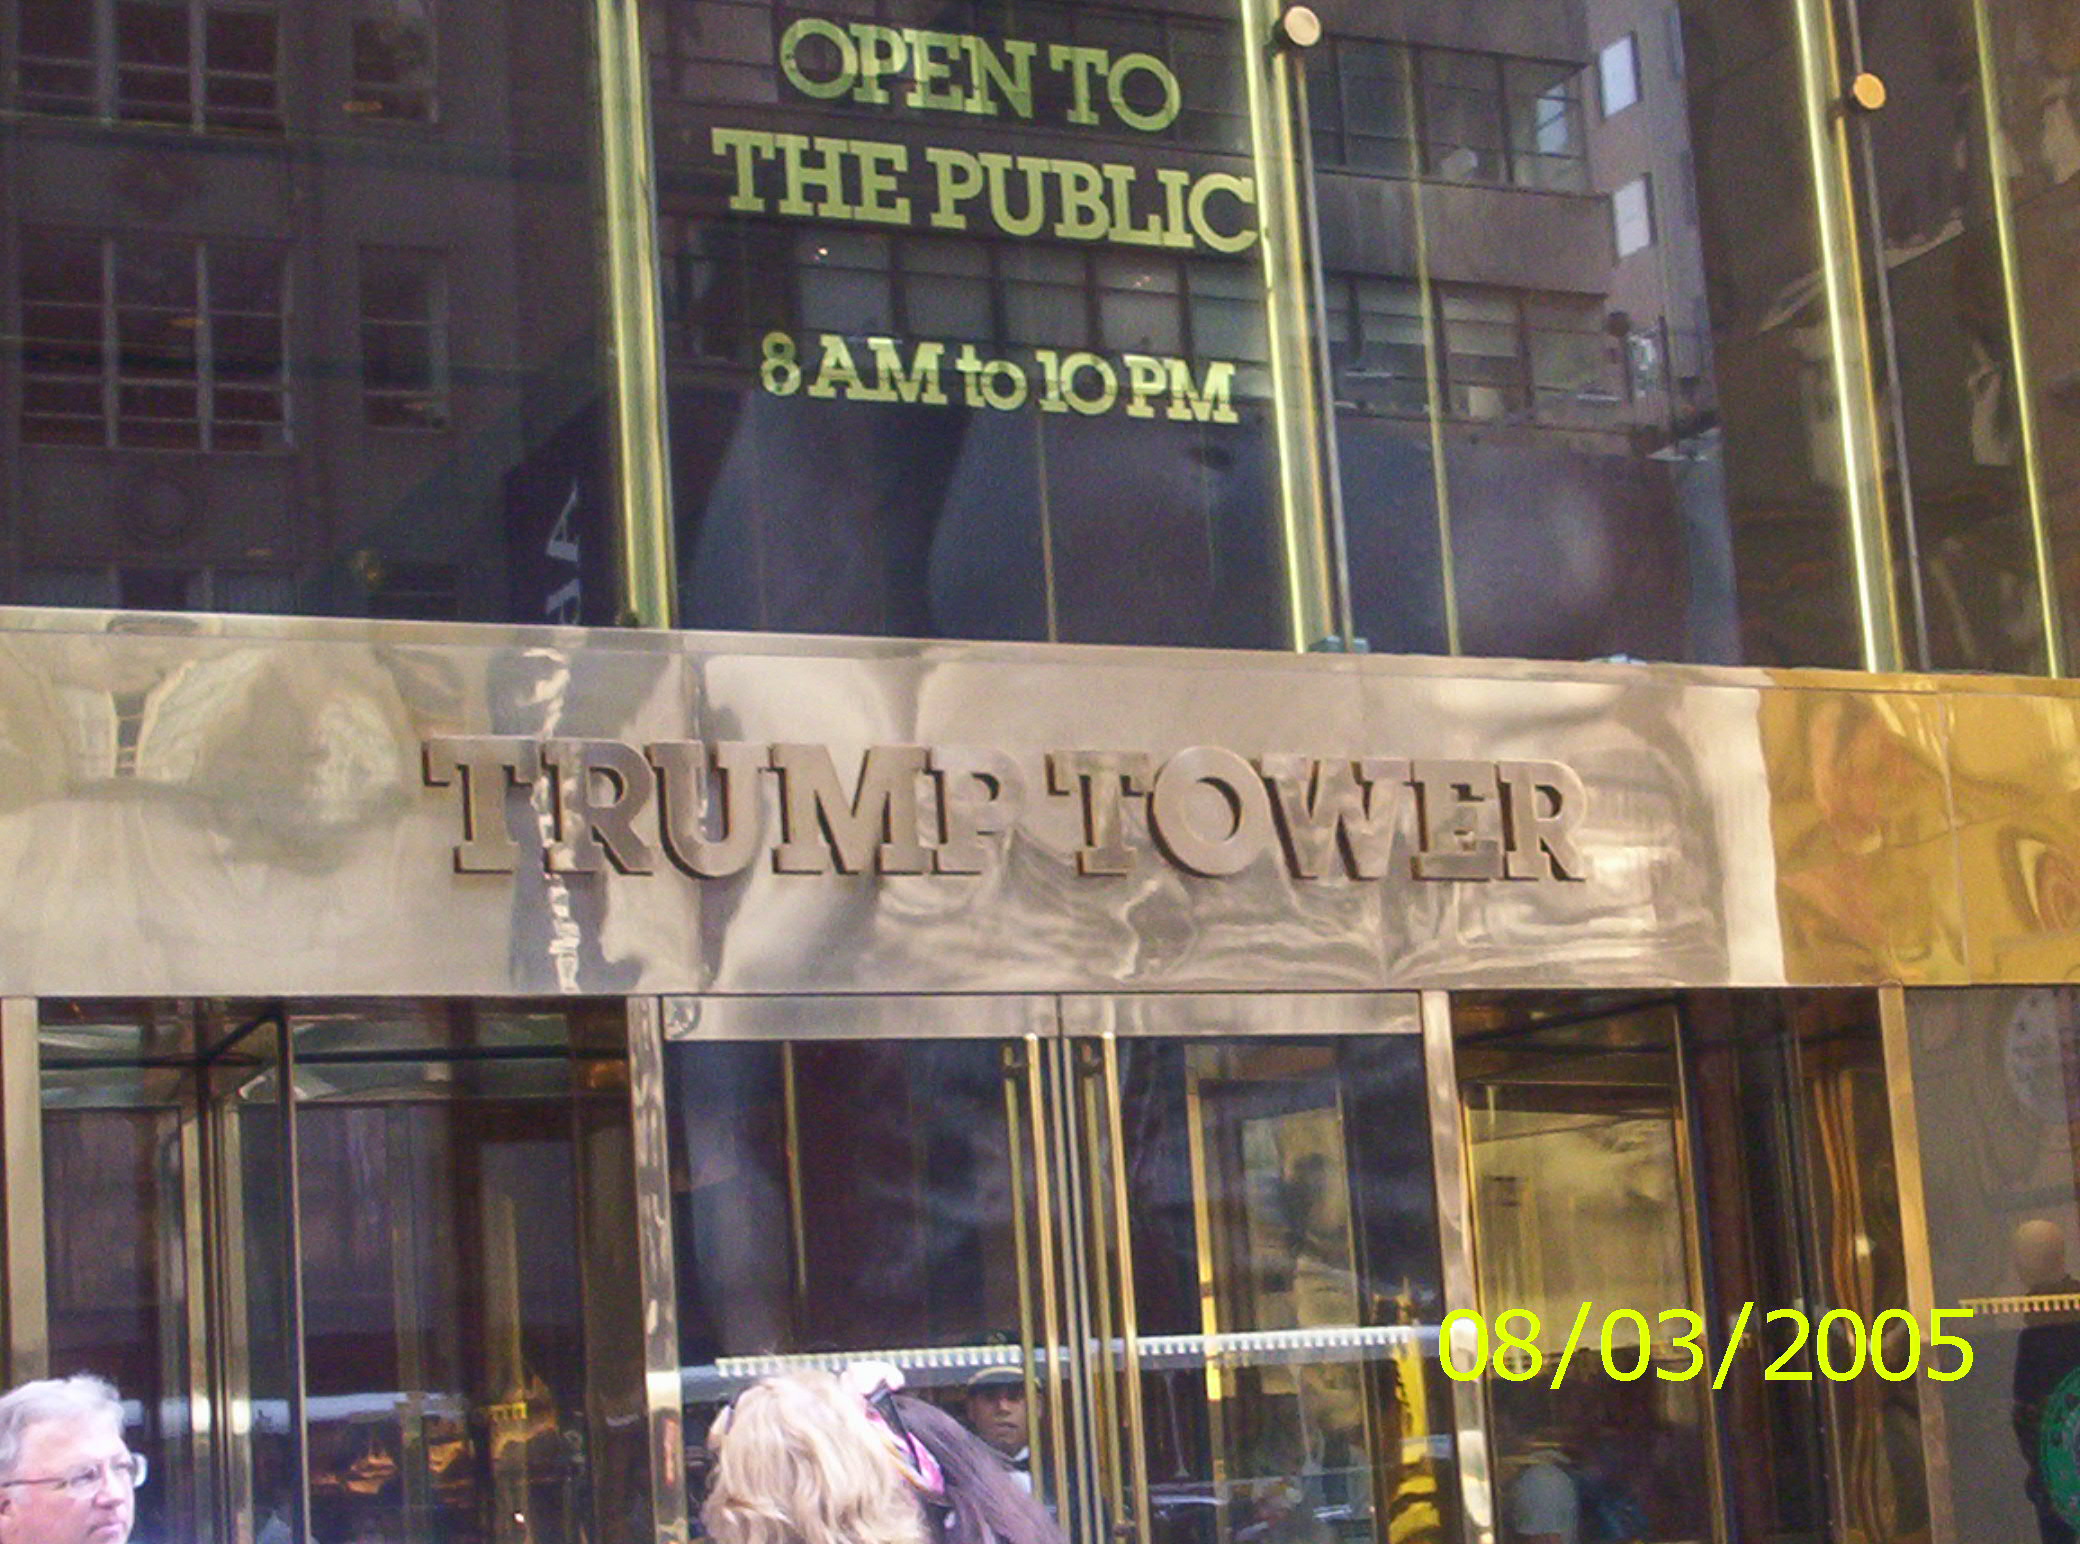 OPEN TO
THE PUBLIC
8 AM to 10 PM
TRUMP TOWER
08/03/2005